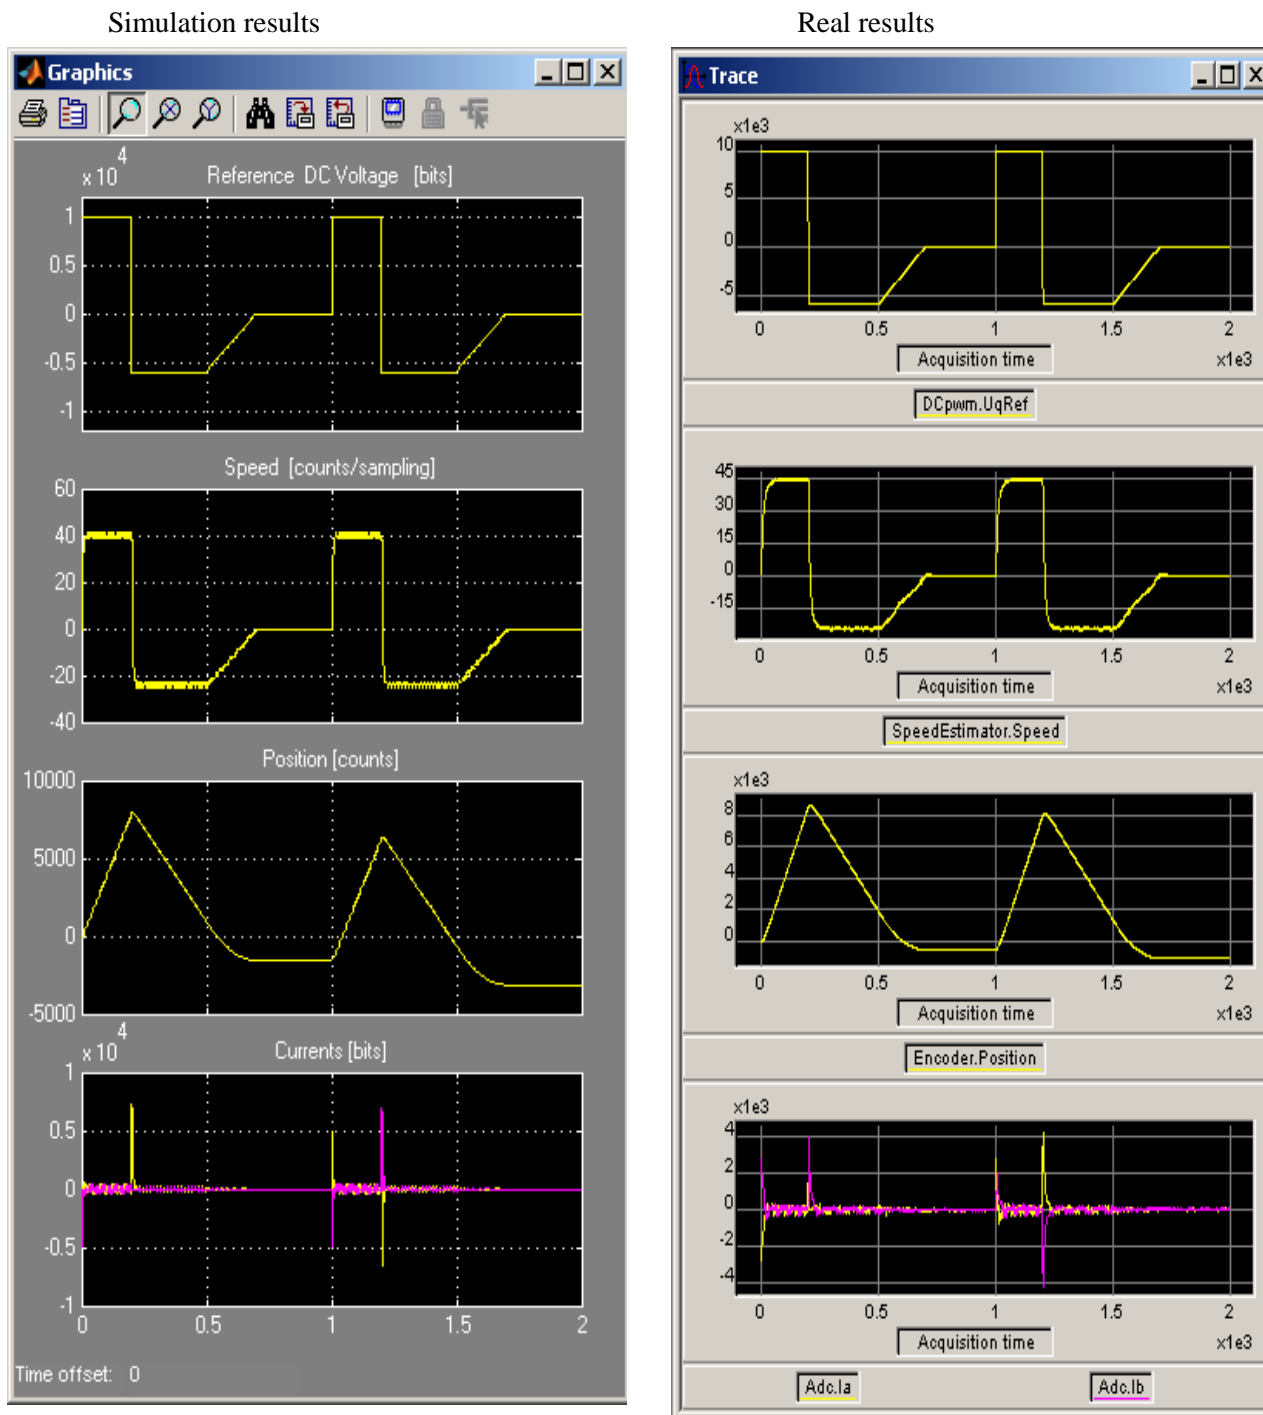 Simulation results
Graphics
x 10
4
Reference DC Voltage [bits]
1
0.5
0
-0.5
-1
Speed [counts/sampling]
60
40
20
0
-20
-40
Position [counts]
10000
5000
0
-5000
x 10
4
Currents [bits]
1
0.5
0
-0.5
-1
0 0.5 1 1.5 2
Time offset: 0
Real results
Trace
x1e3
10
5
0
-5
0 0.5 1 1.5 2
Acquisition time x1e3
DCpwm.UqRef
45
30
15
0
-15
0 0.5 1 1.5 2
Acquisition time x1e3
SpeedEstimator.Speed
x1e3
8
6
4
2
0
0 0.5 1 1.5 2
Acquisition time x1e3
Encoder.Position
x1e3
4
2
0
-2
-4
0 0.5 1 1.5 2
Acquisition time x1e3
Adc.Ia Adc.Ib